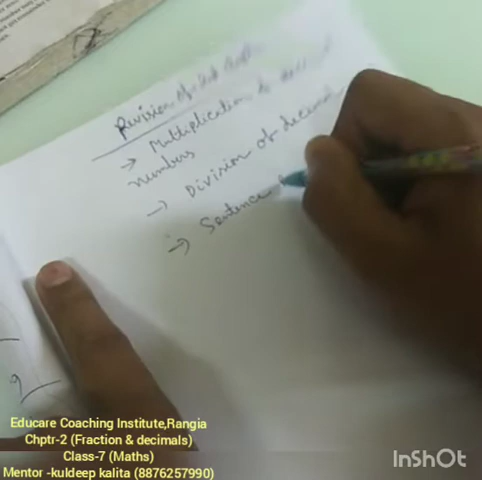 Revision of
→ Multiplication
numbers
→ Division of decimal
→ Sentence
Educare Coaching Institute,Rangia
Chptr-2 (Fraction & decimals)
Class-7 (Maths)
Mentor -kuldeep kalita (8876257990)
InShOt